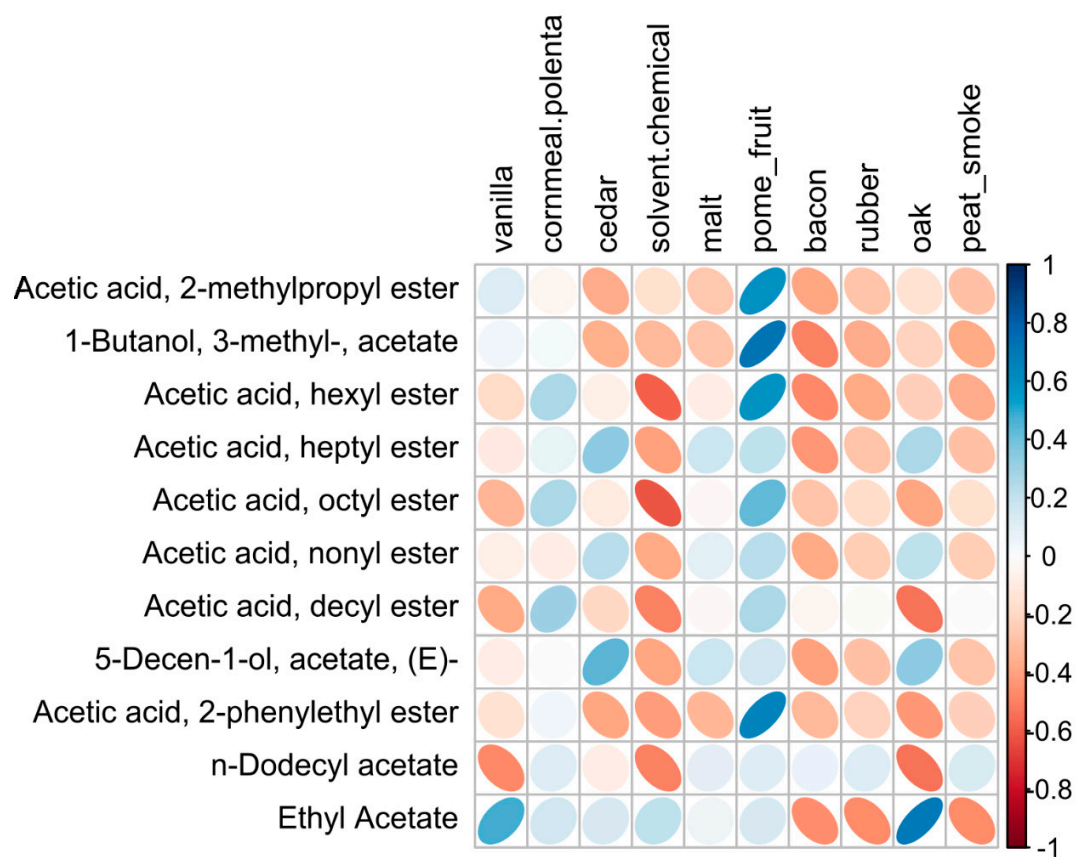 vanilla
cornmeal.polenta
cedar
solvent.chemical
malt
pome_fruit
bacon
rubber
oak
peat_smoke
Acetic acid, 2-methylpropyl ester
1-Butanol, 3-methyl-, acetate
Acetic acid, hexyl ester
Acetic acid, heptyl ester
Acetic acid, octyl ester
Acetic acid, nonyl ester
Acetic acid, decyl ester
5-Decen-1-ol, acetate, (E)-
Acetic acid, 2-phenylethyl ester
n-Dodecyl acetate
Ethyl Acetate
1
0.8
0.6
0.4
0.2
0
-0.2
-0.4
-0.6
-0.8
-1